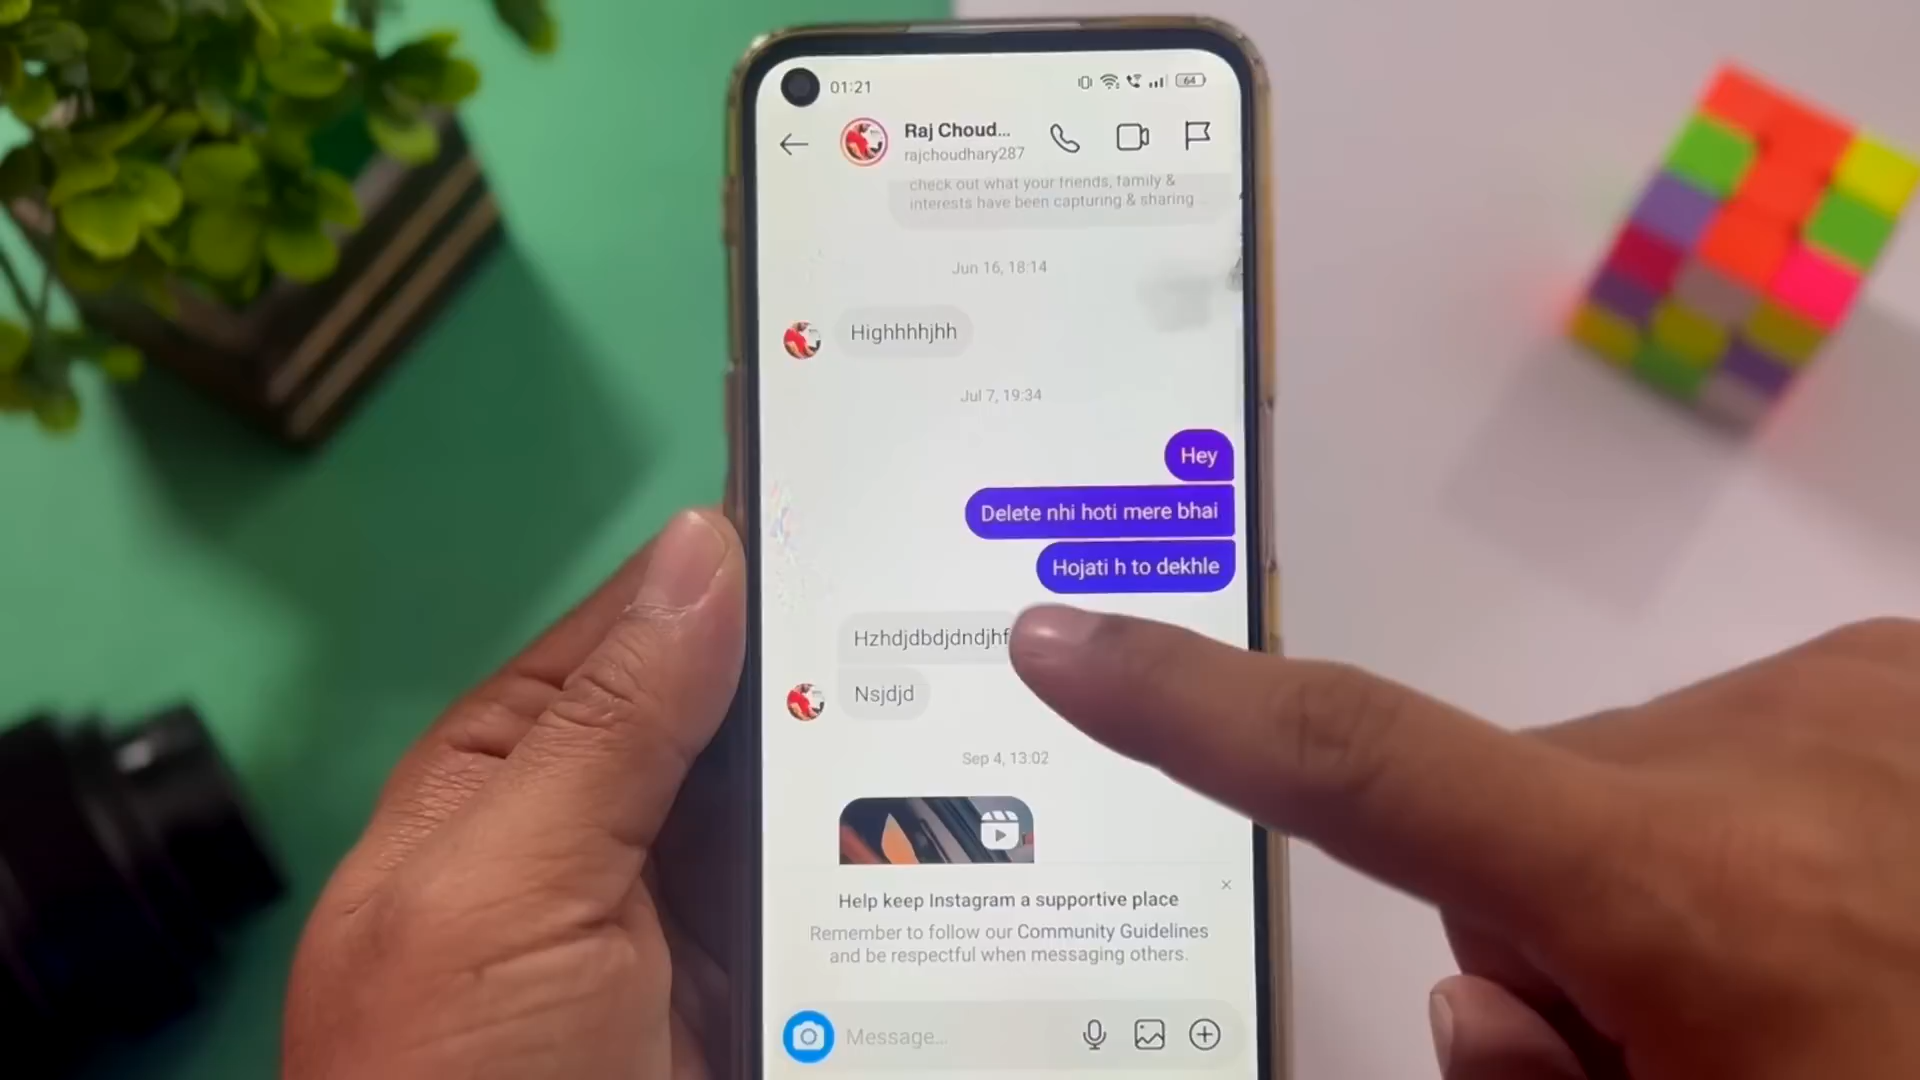 01:21
64
Raj Choud...
rajchoudhary287
check out what your friends, family &
interests have been capturing & sharing
Jun 16, 18:14
Highhhhjhh
Jul 7, 19:34
Hey
Delete nhi hoti mere bhai
Hojati h to dekhle
Hzhdjdbdjdndjhf
Nsjdjd
Sep 4, 13:02
Help keep Instagram a supportive place
Remember to follow our Community Guidelines
and be respectful when messaging others.
Message...